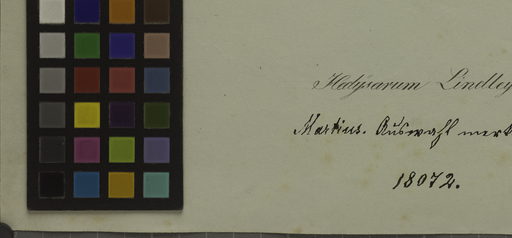 Hedysarum Lindley
Martius. Auswahl merk
18072.